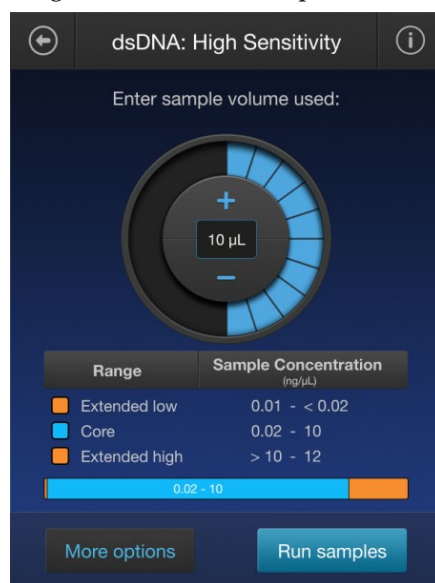 dsDNA: High Sensitivity
Enter sample volume used:
+
10 µL
−
Range Sample Concentration
(ng/µL)
Extended low 0.01 - < 0.02
Core 0.02 - 10
Extended high > 10 - 12
0.02 - 10
More options Run samples